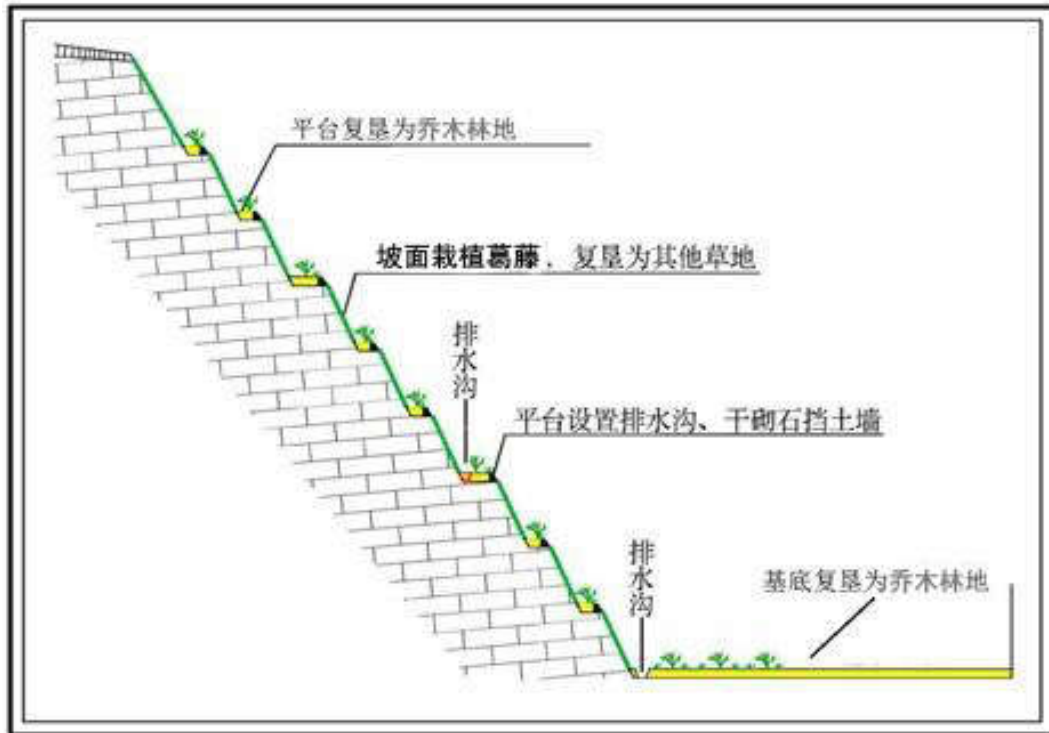 平台复垦为乔木林地
坡面栽植葛藤，复垦为其他草地
排水沟
平台设置排水沟、干砌石挡土墙
排水沟
基底复垦为乔木林地